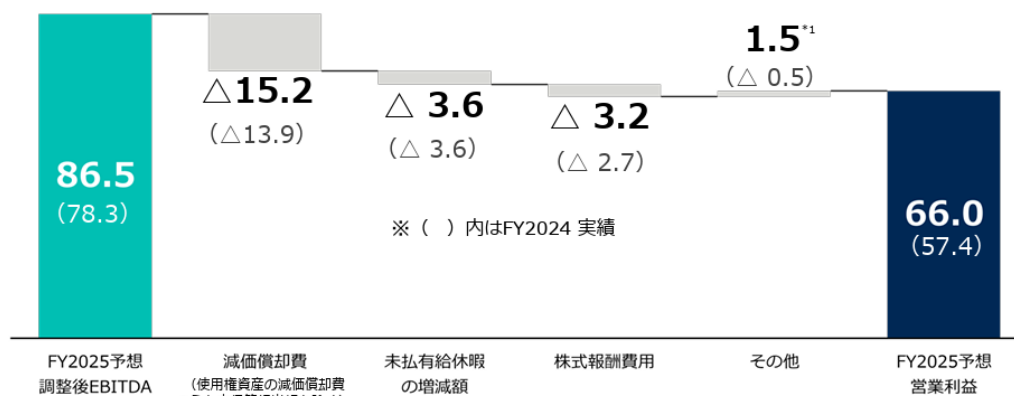 1.5*1
(△ 0.5)
△15.2
(△13.9)
△ 3.6
(△ 3.6)
△ 3.2
(△ 2.7)
86.5
(78.3)
66.0
(57.4)
※ (　) 内はFY2024 実績
FY2025予想
調整後EBITDA
減価償却費
(使用権資産の減価償却費
未払有給休暇
の増減額
株式報酬費用
その他
FY2025予想
営業利益